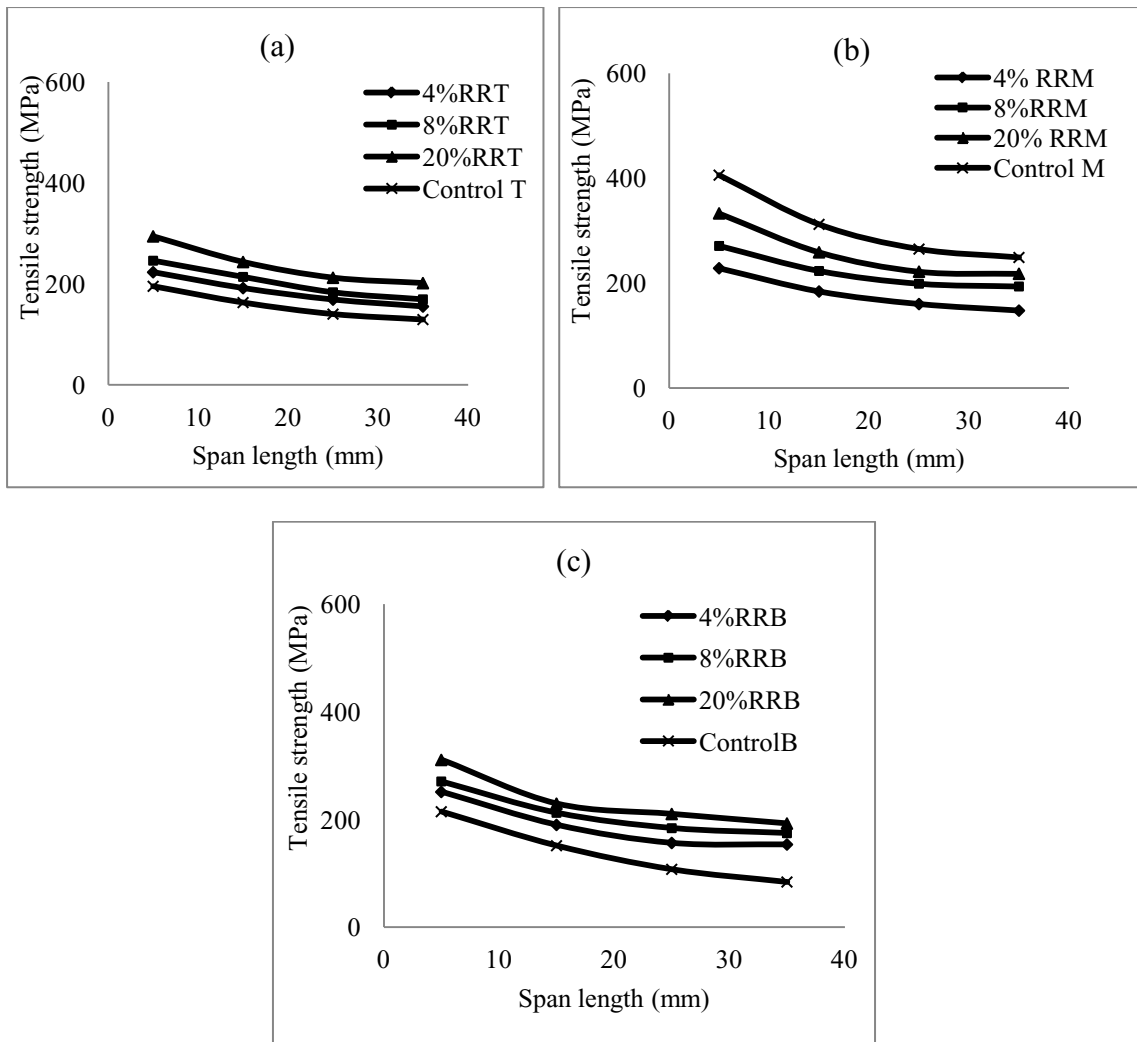 (a)
Tensile strength (MPa)
600
400
200
0
4%RRT
8%RRT
20%RRT
Control T
0 10 20 30 40
Span length (mm)
(b)
Tensile strength (MPa)
600
400
200
0
4% RRM
8%RRM
20% RRM
Control M
0 10 20 30 40
Span length (mm)
(c)
Tensile strength (MPa)
600
400
200
0
4%RRB
8%RRB
20%RRB
ControlB
0 10 20 30 40
Span length (mm)